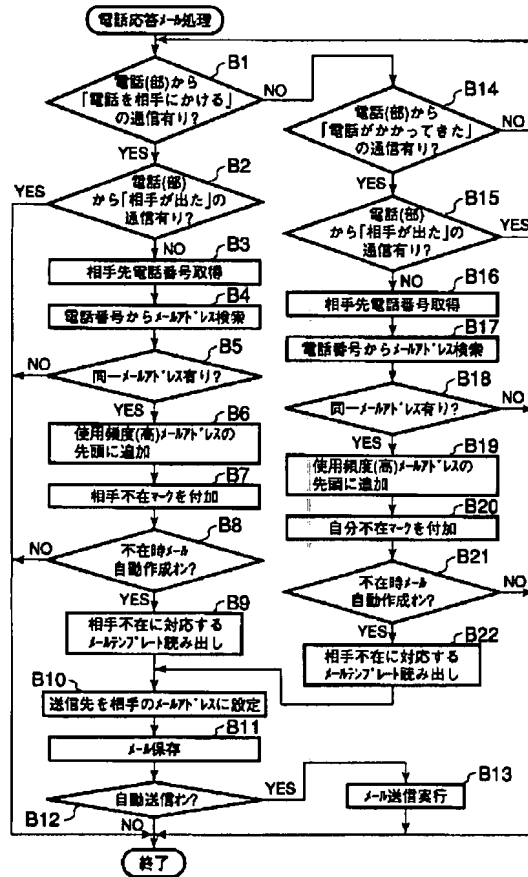 電話応答メール処理
B1
電話(部)から
「電話を相手にかける」
の通信有り?
NO
YES
B2
電話(部)
から「相手が出た」の
通信有り?
YES
NO
B3
相手先電話番号取得
B4
電話番号からメールアドレス検索
B5
同一メールアドレス有り?
NO
YES
B6
使用頻度(高)メールアドレスの
先頭に追加
B7
相手不在マークを付加
B8
不在時メール
自動作成オン?
NO
YES
B9
相手不在に対応する
メールテンプレート読み出し
B10
送信先を相手のメールアドレスに設定
B11
メール保存
自動送信オン?
YES
B12
NO
終了
B13
メール送信実行
B14
電話(部)から
「電話がかかってきた」
の通信有り?
NO
YES
B15
電話(部)
から「相手が出た」の
通信有り?
YES
NO
B16
相手先電話番号取得
B17
電話番号からメールアドレス検索
B18
同一メールアドレス有り?
NO
YES
B19
使用頻度(高)メールアドレスの
先頭に追加
B20
自分不在マークを付加
B21
不在時メール
自動作成オン?
NO
YES
B22
相手不在に対応する
メールテンプレート読み出し